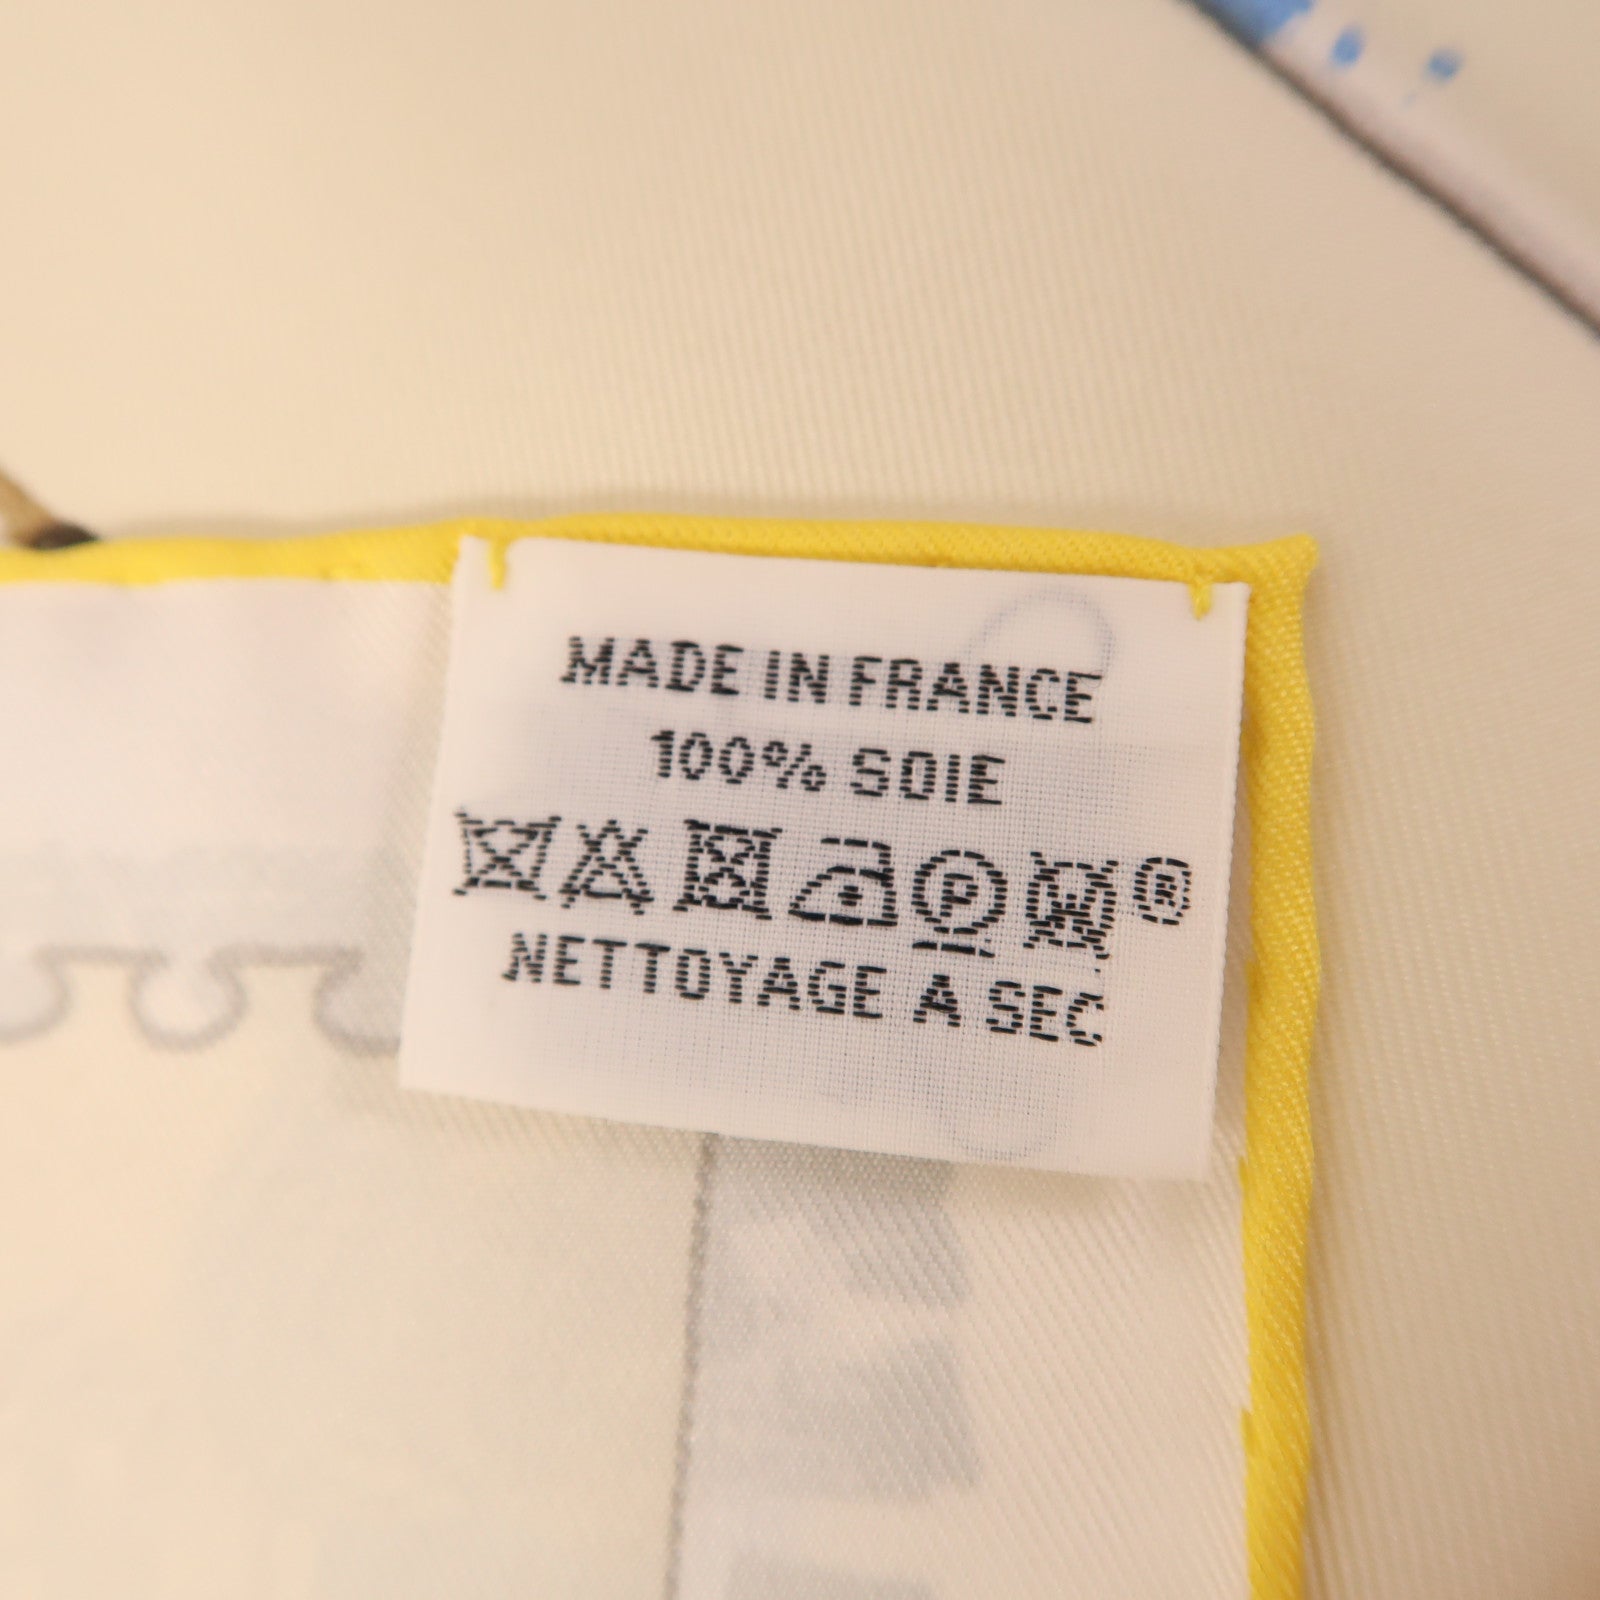 MADE IN FRANCE
100% SOIE
P ®
NETTOYAGE A SEC